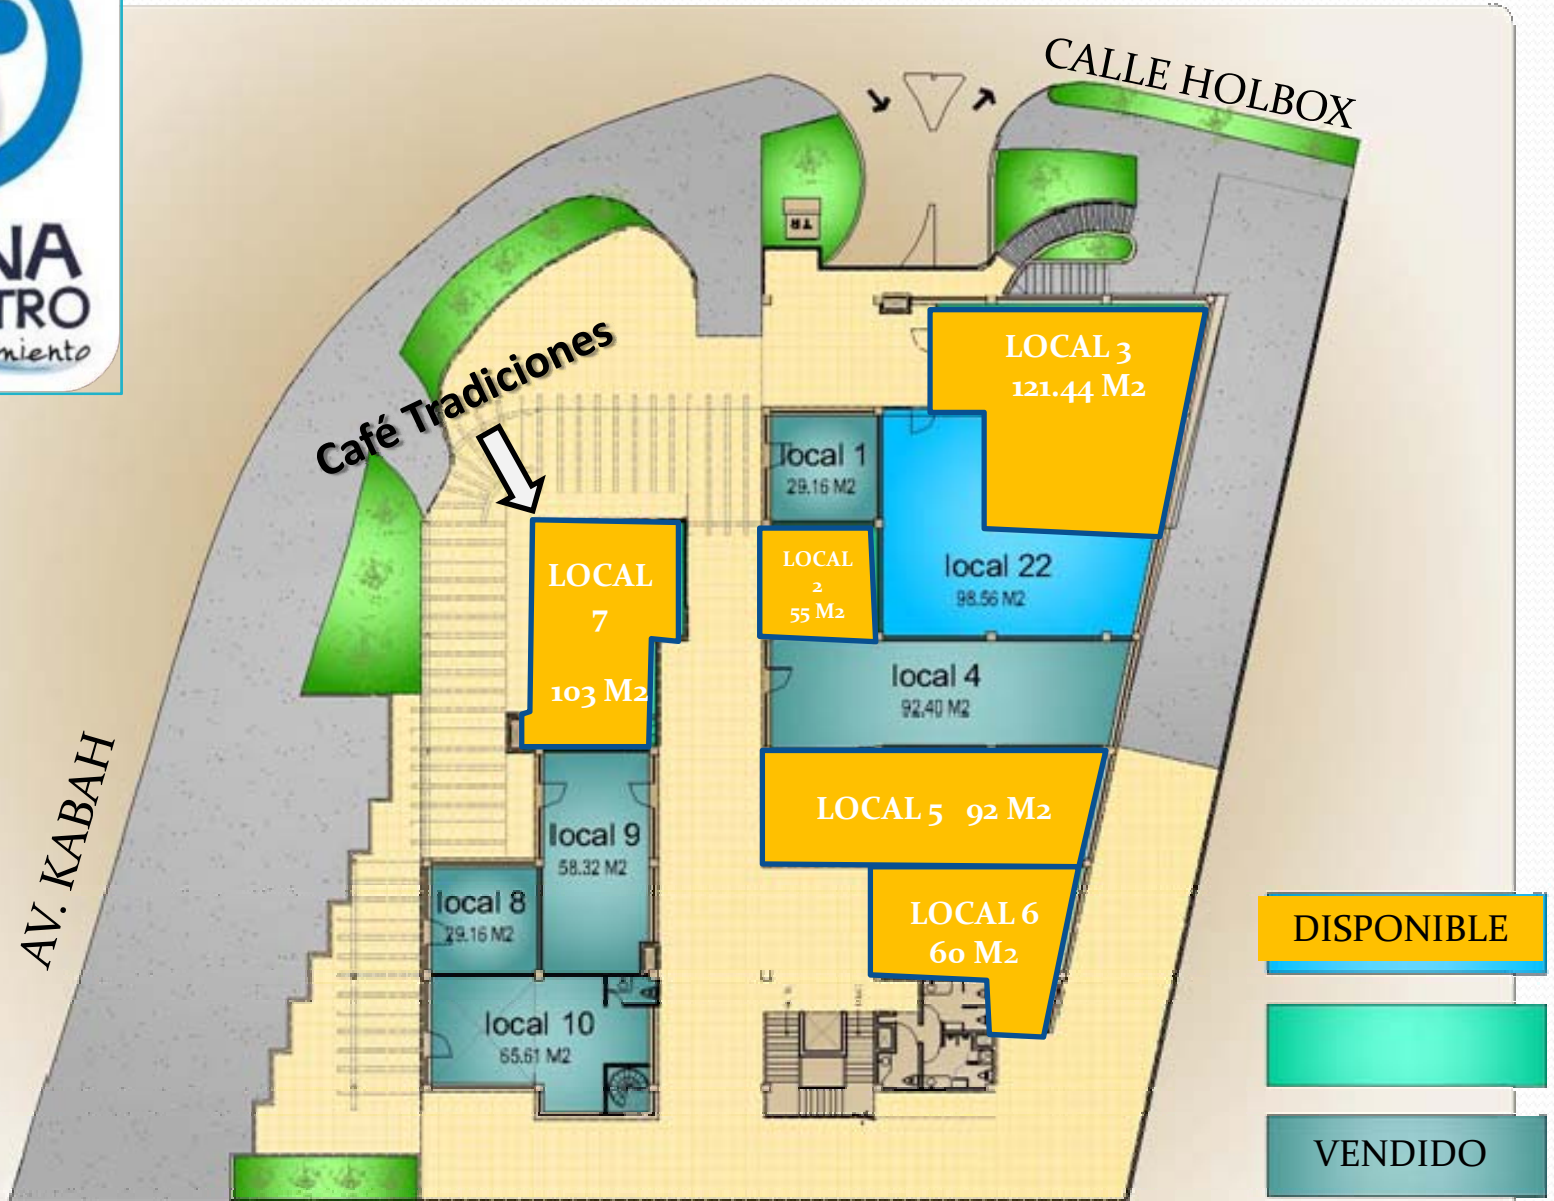 NA
TRO
miento
CALLE HOLBOX
TR
Café Tradiciones
LOCAL 3
121.44 M2
local 1
29.16 M2
LOCAL
7
103 M2
LOCAL
2
55 M2
local 22
98.56 M2
local 4
92.40 M2
LOCAL 5 92 M2
local 9
58.32 M2
local 8
29.16 M2
LOCAL 6
60 M2
local 10
65.61 M2
AV. KABAH
DISPONIBLE
VENDIDO